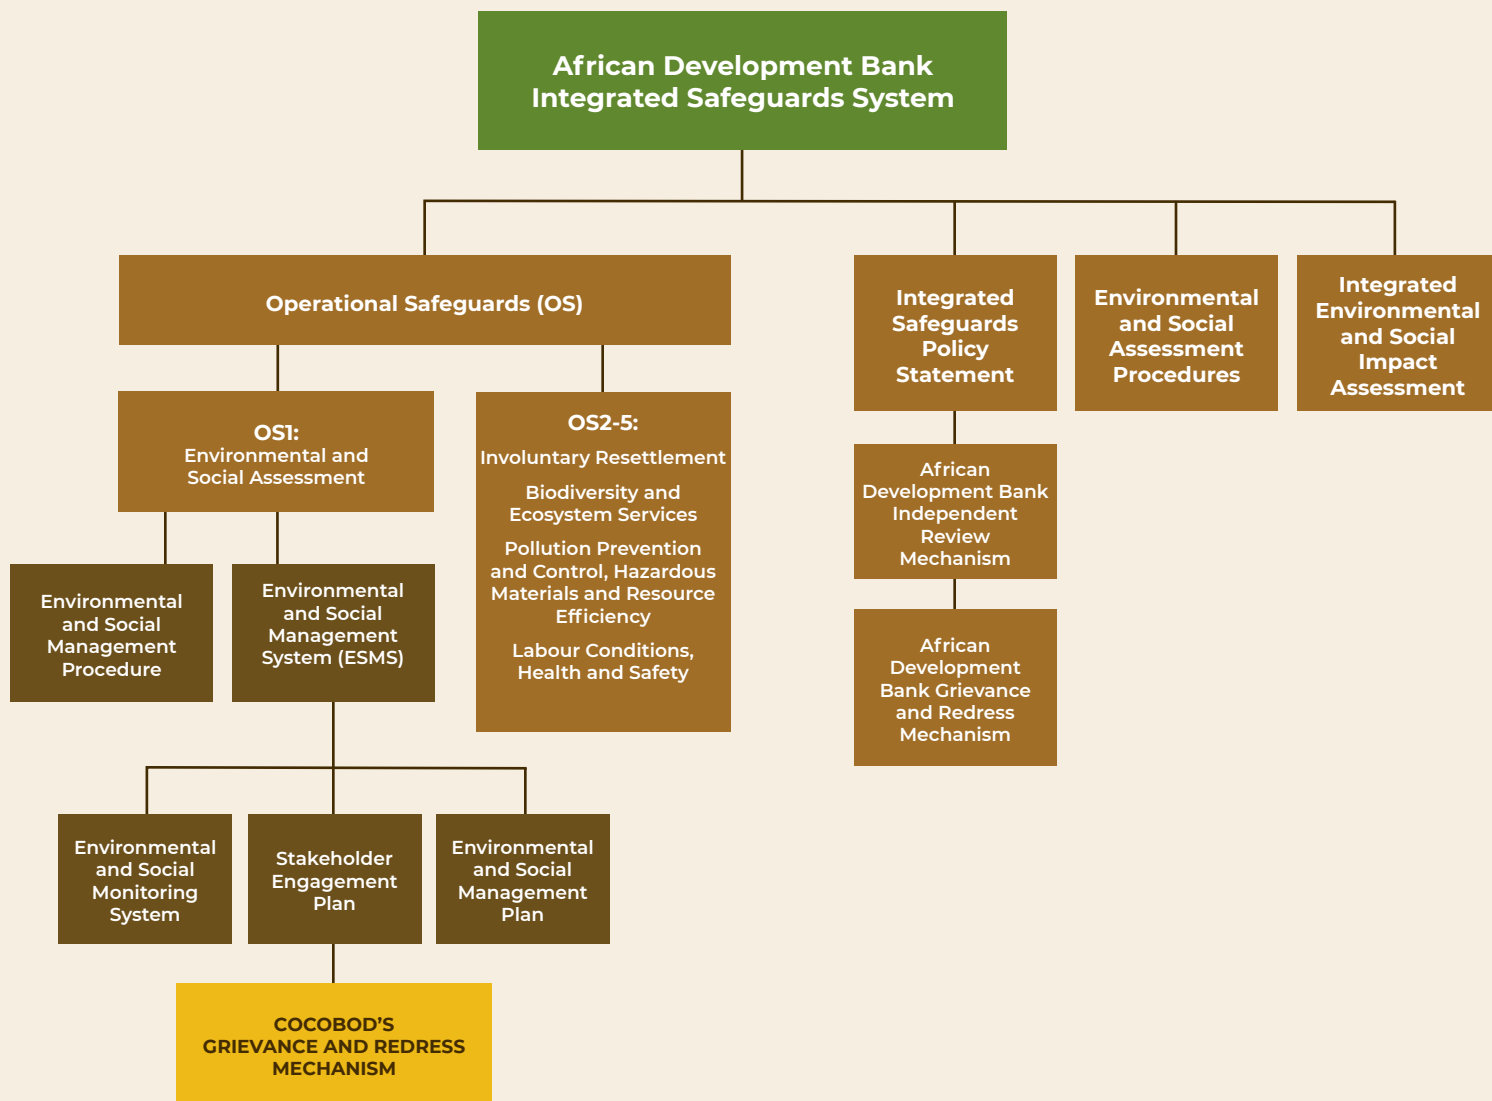 African Development Bank
Integrated Safeguards System
Operational Safeguards (OS)
Integrated
Safeguards
Policy
Statement
Environmental
and Social
Assessment
Procedures
Integrated
Environmental
and Social
Impact
Assessment
OS1:
Environmental and
Social Assessment
OS2-5:
Involuntary Resettlement
Biodiversity and
Ecosystem Services
Pollution Prevention
and Control, Hazardous
Materials and Resource
Efficiency
Labour Conditions,
Health and Safety
African
Development Bank
Independent
Review
Mechanism
Environmental
and Social
Management
Procedure
Environmental
and Social
Management
System (ESMS)
African
Development
Bank Grievance
and Redress
Mechanism
Environmental
and Social
Monitoring
System
Stakeholder
Engagement
Plan
Environmental
and Social
Management
Plan
COCOBOD’S
GRIEVANCE AND REDRESS
MECHANISM